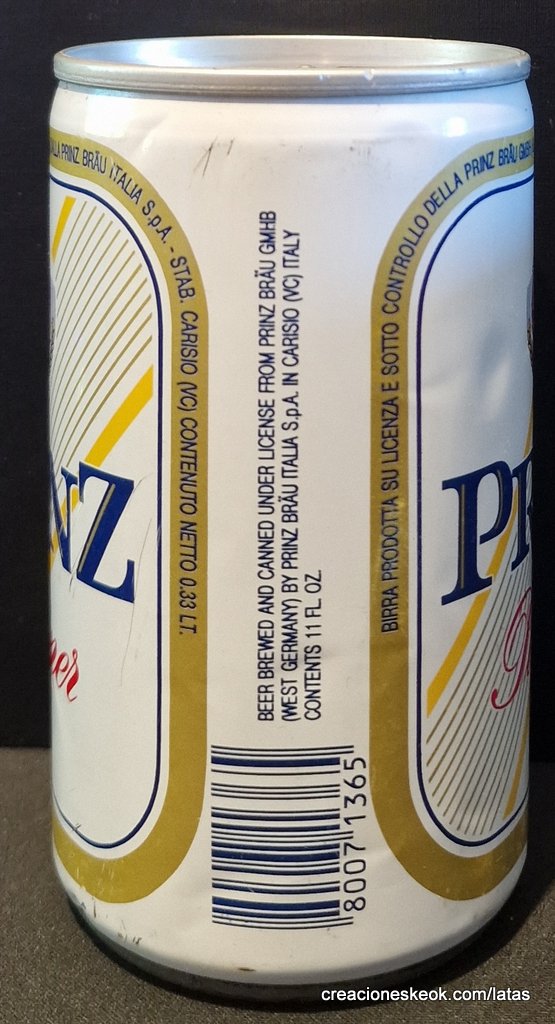 ALLA PRINZ BRÄU ITALIA S.p.A. - STAB. CARISIO (VC) CONTENUTO NETTO 0,33 LT.
NZ
BEER BREWED AND CANNED UNDER LICENSE FROM PRINZ BRÄU GMHB
(WEST GERMANY) BY PRINZ BRÄU ITALIA S.p.A. IN CARISIO (VC) ITALY
CONTENTS 11 FL. OZ.
8007 1365
BIRRA PRODOTTA SU LICENZA E SOTTO CONTROLLO DELLA PRINZ BRÄU GMBH
PR
creacioneskeok.com/latas